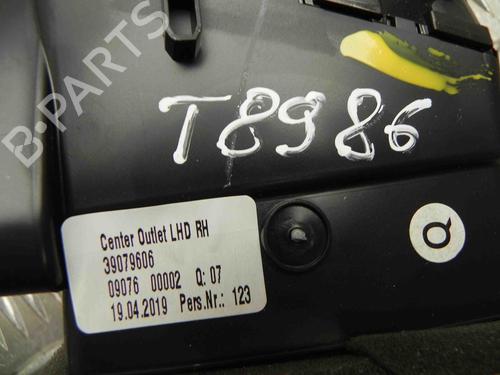 B-PARTS
T8986
Center Outlet LHD RH
39079606
09076 00002 Q: 07
19.04.2019 Pers.Nr.: 123
Q